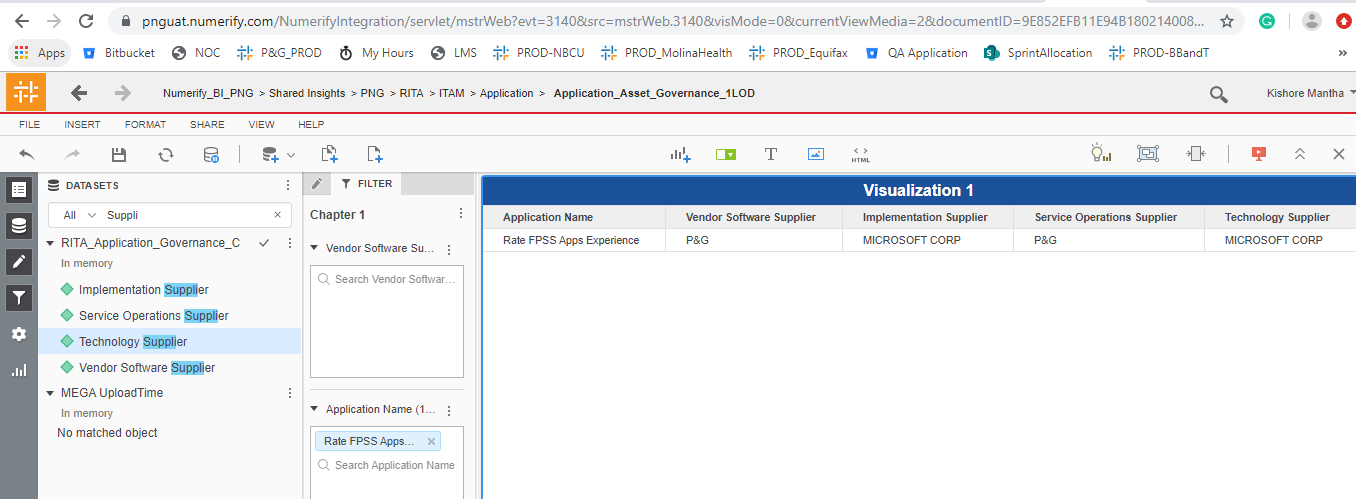 pnguat.numerify.com/NumerifyIntegration/servlet/mstrWeb?evt=3140&src=mstrWeb.3140&visMode=0&currentViewMedia=2&documentID=9E852EFB11E94B180214008...
Apps Bitbucket NOC P&G_PROD My Hours LMS PROD-NBCU PROD_MolinaHealth PROD_Equifax QA Application SprintAllocation PROD-BBandT »
Numerify_BI_PNG > Shared Insights > PNG > RITA > ITAM > Application > Application_Asset_Governance_1LOD Kishore Mantha
FILE INSERT FORMAT SHARE VIEW HELP
T HTML
DATASETS
All Suppli
RITA_Application_Governance_C
In memory
Implementation Supplier
Service Operations Supplier
Technology Supplier
Vendor Software Supplier
MEGA UploadTime
In memory
No matched object
FILTER
Chapter 1
Vendor Software Su...
Search Vendor Softwar...
Application Name (1...
Rate FPSS Apps...
Search Application Name
Visualization 1
Application Name Vendor Software Supplier Implementation Supplier Service Operations Supplier Technology Supplier
Rate FPSS Apps Experience P&G MICROSOFT CORP P&G MICROSOFT CORP